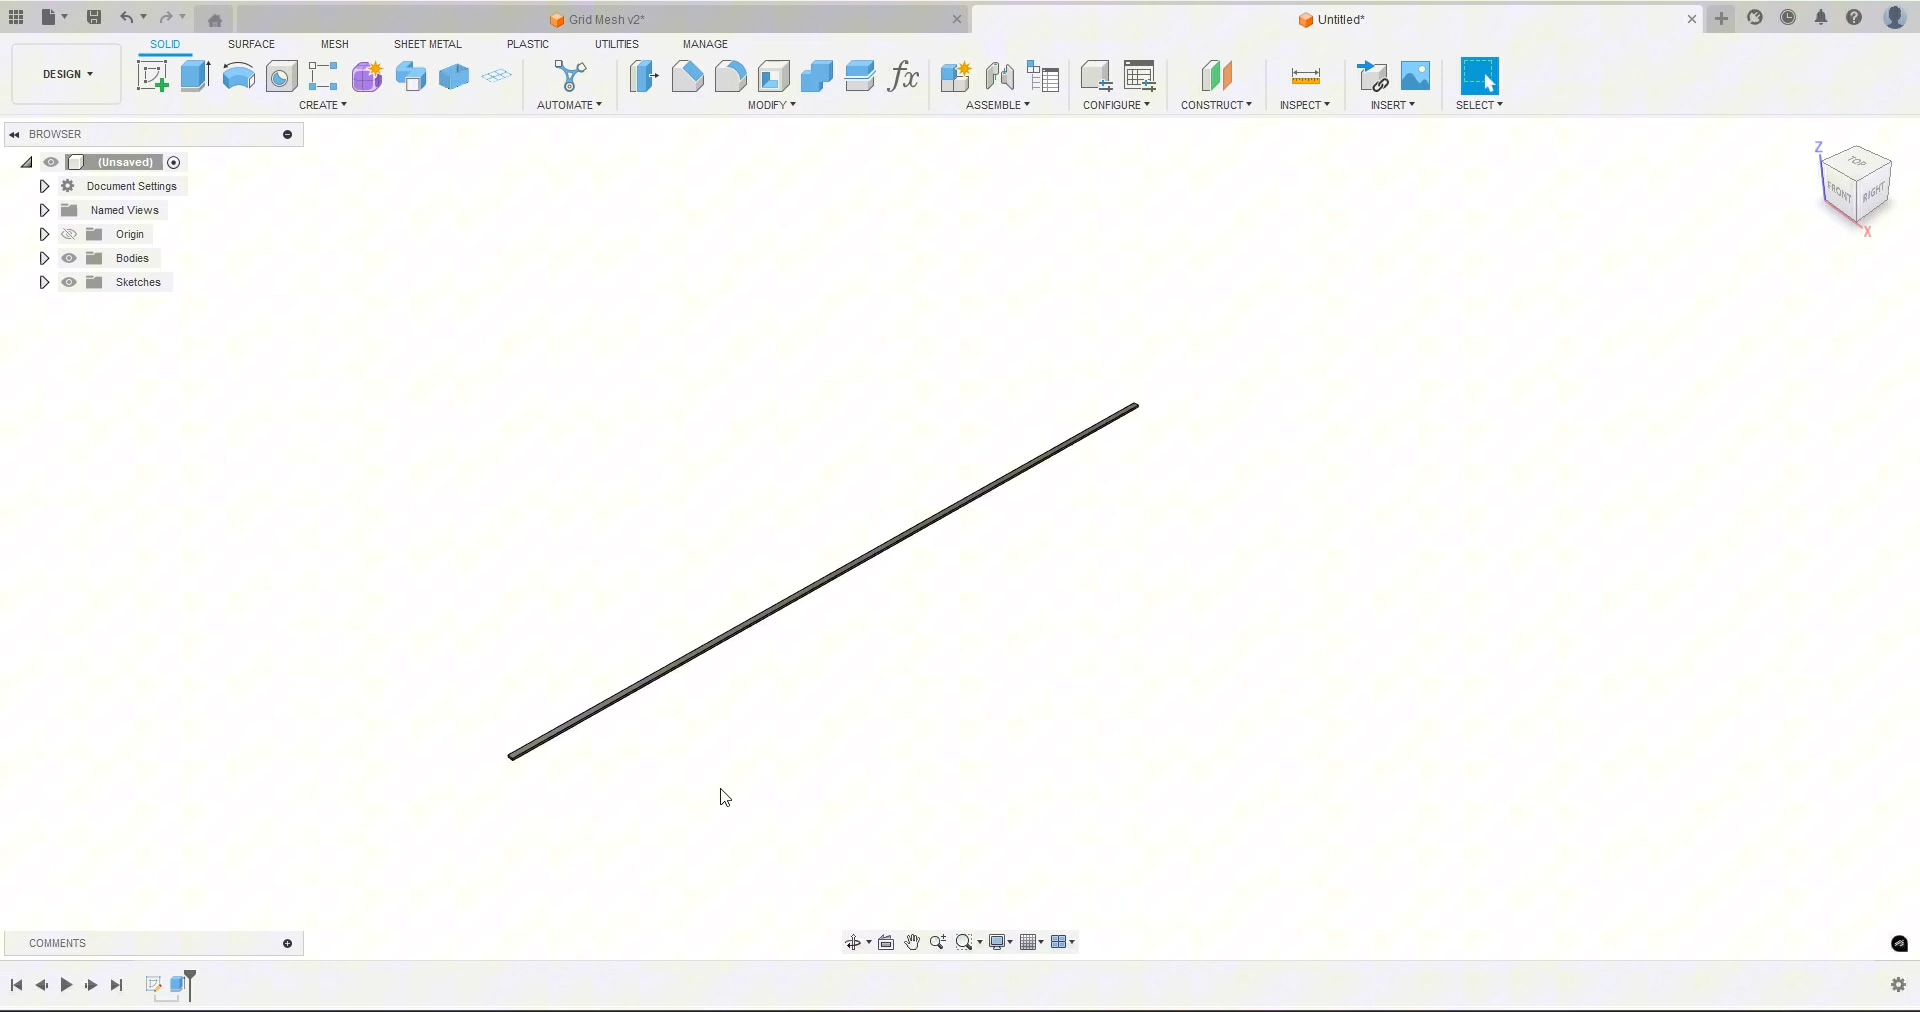 Grid Mesh v2*
Untitled*
DESIGN
SOLID
SURFACE
MESH
SHEET METAL
PLASTIC
UTILITIES
MANAGE
fx
CREATE
AUTOMATE
MODIFY
ASSEMBLE
CONFIGURE
CONSTRUCT
INSPECT
INSERT
SELECT
BROWSER
(Unsaved)
Document Settings
Named Views
Origin
Bodies
Sketches
Z
TOP
FRONT
RIGHT
X
COMMENTS